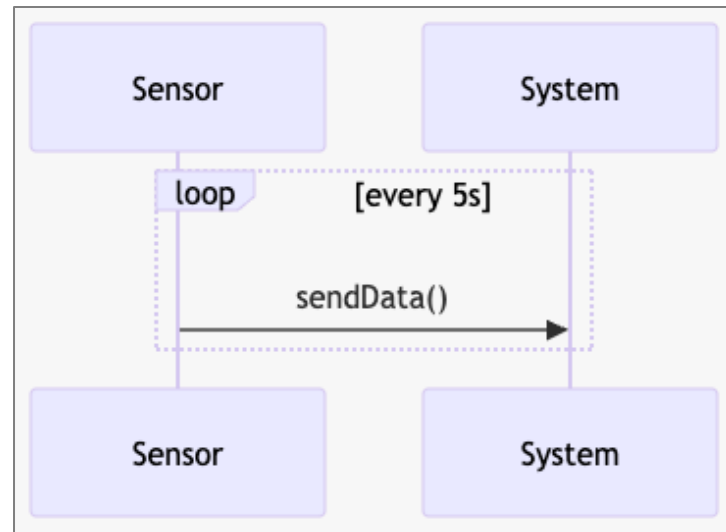 Sensor
System
loop
[every 5s]
sendData()
Sensor
System